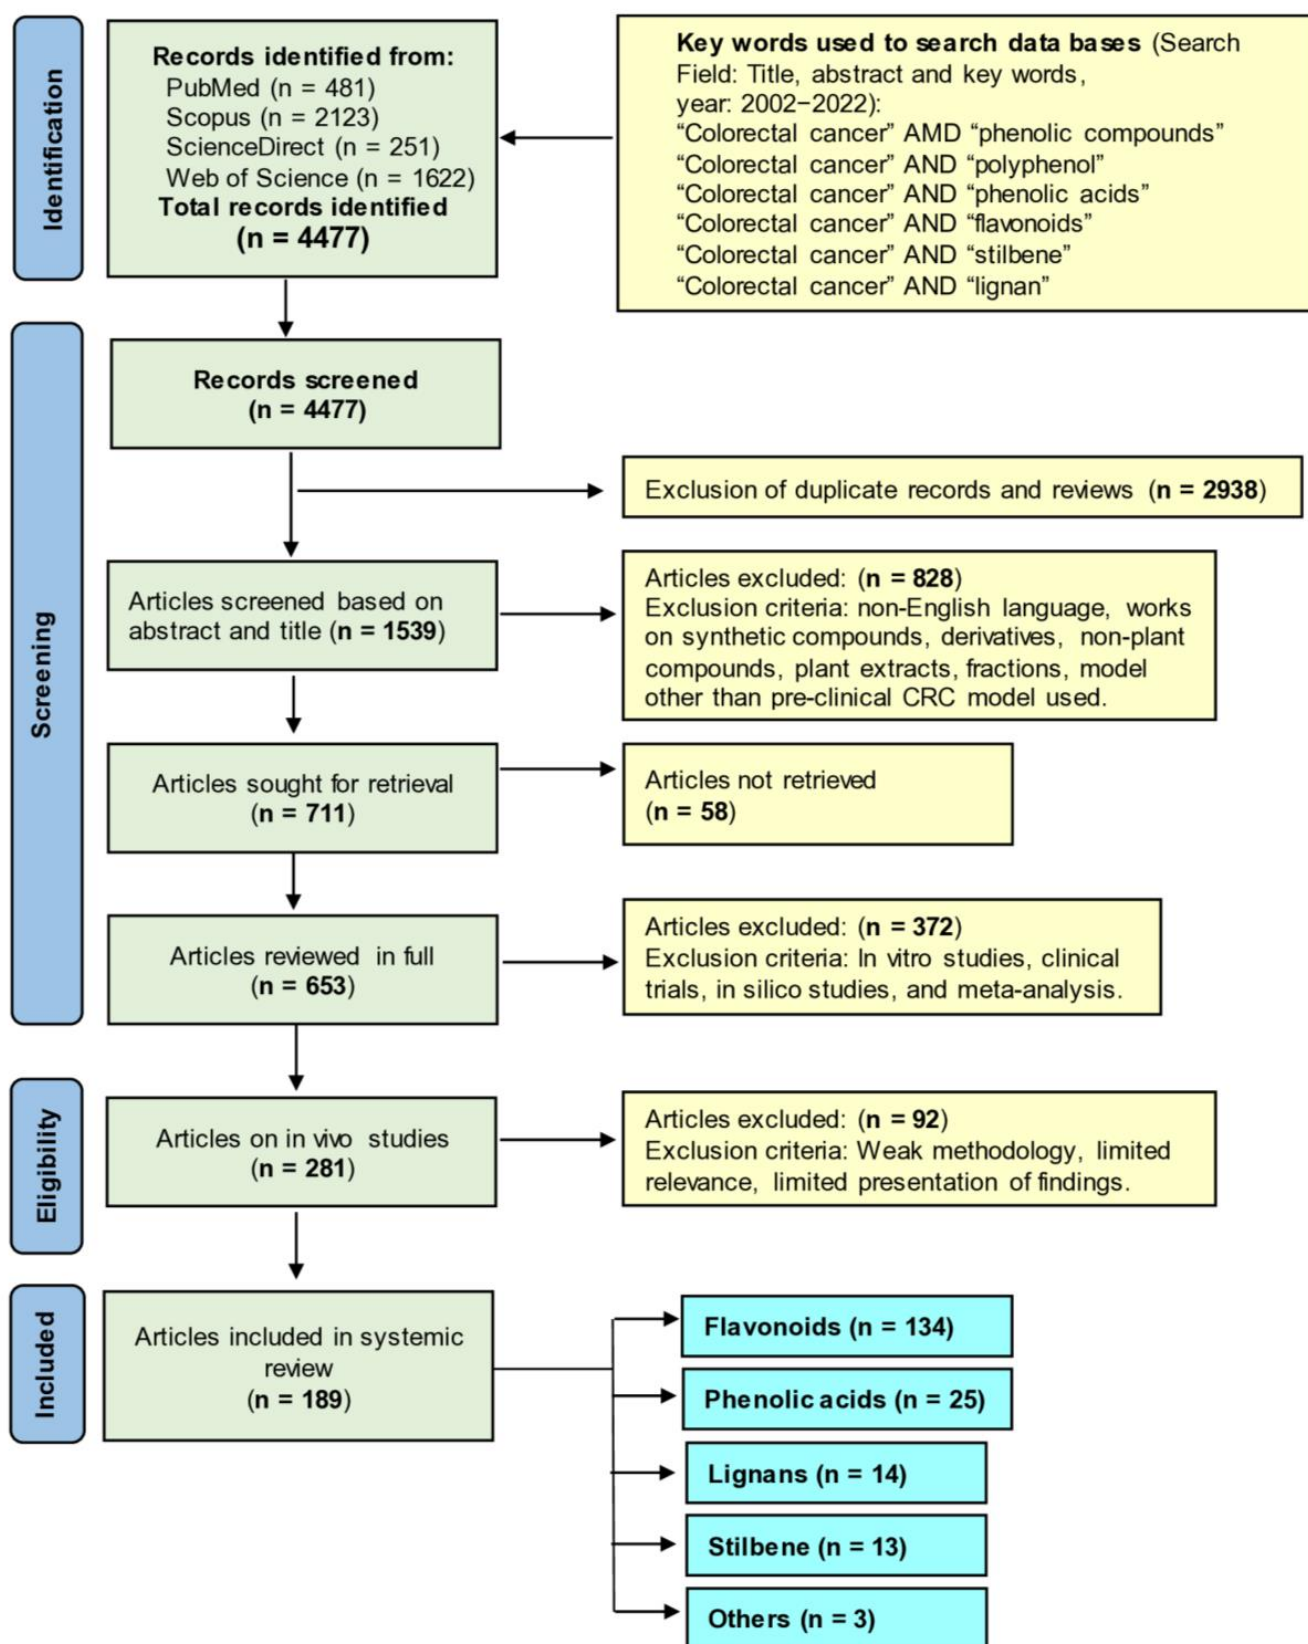 Identification
Records identified from:
PubMed (n = 481)
Scopus (n = 2123)
ScienceDirect (n = 251)
Web of Science (n = 1622)
Total records identified
(n = 4477)
Key words used to search data bases (Search
Field: Title, abstract and key words,
year: 2002−2022):
“Colorectal cancer” AMD “phenolic compounds”
“Colorectal cancer” AND “polyphenol”
“Colorectal cancer” AND “phenolic acids”
“Colorectal cancer” AND “flavonoids”
“Colorectal cancer” AND “stilbene”
“Colorectal cancer” AND “lignan”
Screening
Records screened
(n = 4477)
Exclusion of duplicate records and reviews (n = 2938)
Articles screened based on
abstract and title (n = 1539)
Articles excluded: (n = 828)
Exclusion criteria: non-English language, works
on synthetic compounds, derivatives, non-plant
compounds, plant extracts, fractions, model
other than pre-clinical CRC model used.
Articles sought for retrieval
(n = 711)
Articles not retrieved
(n = 58)
Articles reviewed in full
(n = 653)
Articles excluded: (n = 372)
Exclusion criteria: In vitro studies, clinical
trials, in silico studies, and meta-analysis.
Eligibility
Articles on in vivo studies
(n = 281)
Articles excluded: (n = 92)
Exclusion criteria: Weak methodology, limited
relevance, limited presentation of findings.
Included
Articles included in systemic
review
(n = 189)
Flavonoids (n = 134)
Phenolic acids (n = 25)
Lignans (n = 14)
Stilbene (n = 13)
Others (n = 3)